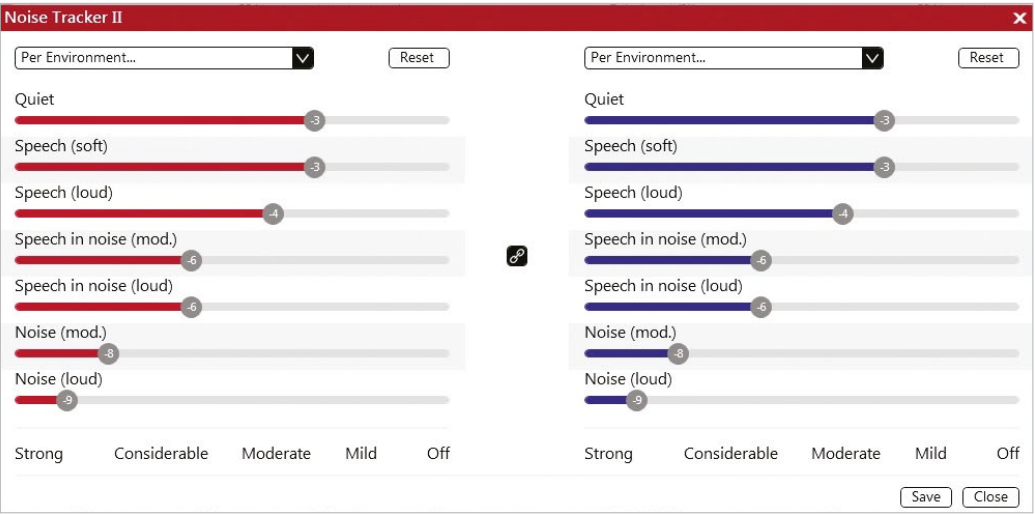 Noise Tracker II
Per Environment... Reset
Quiet
-3
Speech (soft)
-3
Speech (loud)
-4
Speech in noise (mod.)
-6
Speech in noise (loud)
-6
Noise (mod.)
-8
Noise (loud)
-9
Strong Considerable Moderate Mild Off
Per Environment... Reset
Quiet
-3
Speech (soft)
-3
Speech (loud)
-4
Speech in noise (mod.)
-6
Speech in noise (loud)
-6
Noise (mod.)
-8
Noise (loud)
-9
Strong Considerable Moderate Mild Off
Save Close